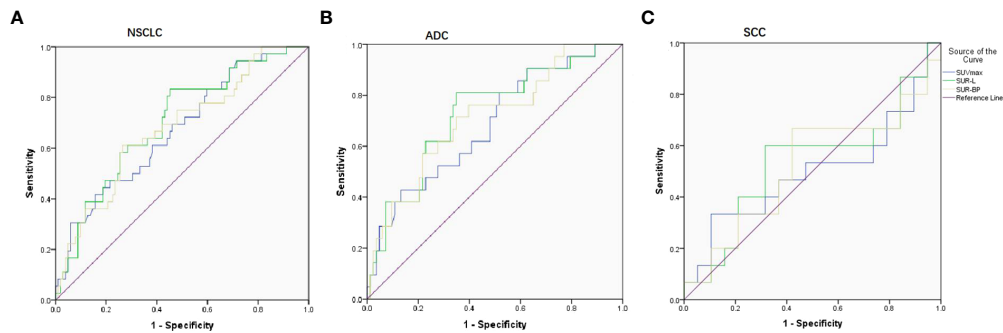 A
NSCLC
1.0
0.8
0.6
0.4
0.2
0.0
Sensitivity
0.0 0.2 0.4 0.6 0.8 1.0
1 - Specificity
B
ADC
1.0
0.8
0.6
0.4
0.2
0.0
Sensitivity
0.0 0.2 0.4 0.6 0.8 1.0
1 - Specificity
C
SCC
1.0
0.8
0.6
0.4
0.2
0.0
Sensitivity
0.0 0.2 0.4 0.6 0.8 1.0
1 - Specificity
Source of the
Curve
SUVmax
SUR-L
SUR-BP
Reference Line